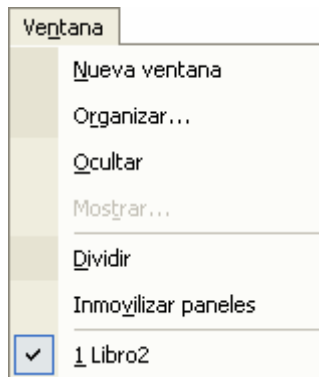 Ventana
Nueva ventana
Organizar...
Ocultar
Mostrar...
Dividir
Inmovilizar paneles
1 Libro2